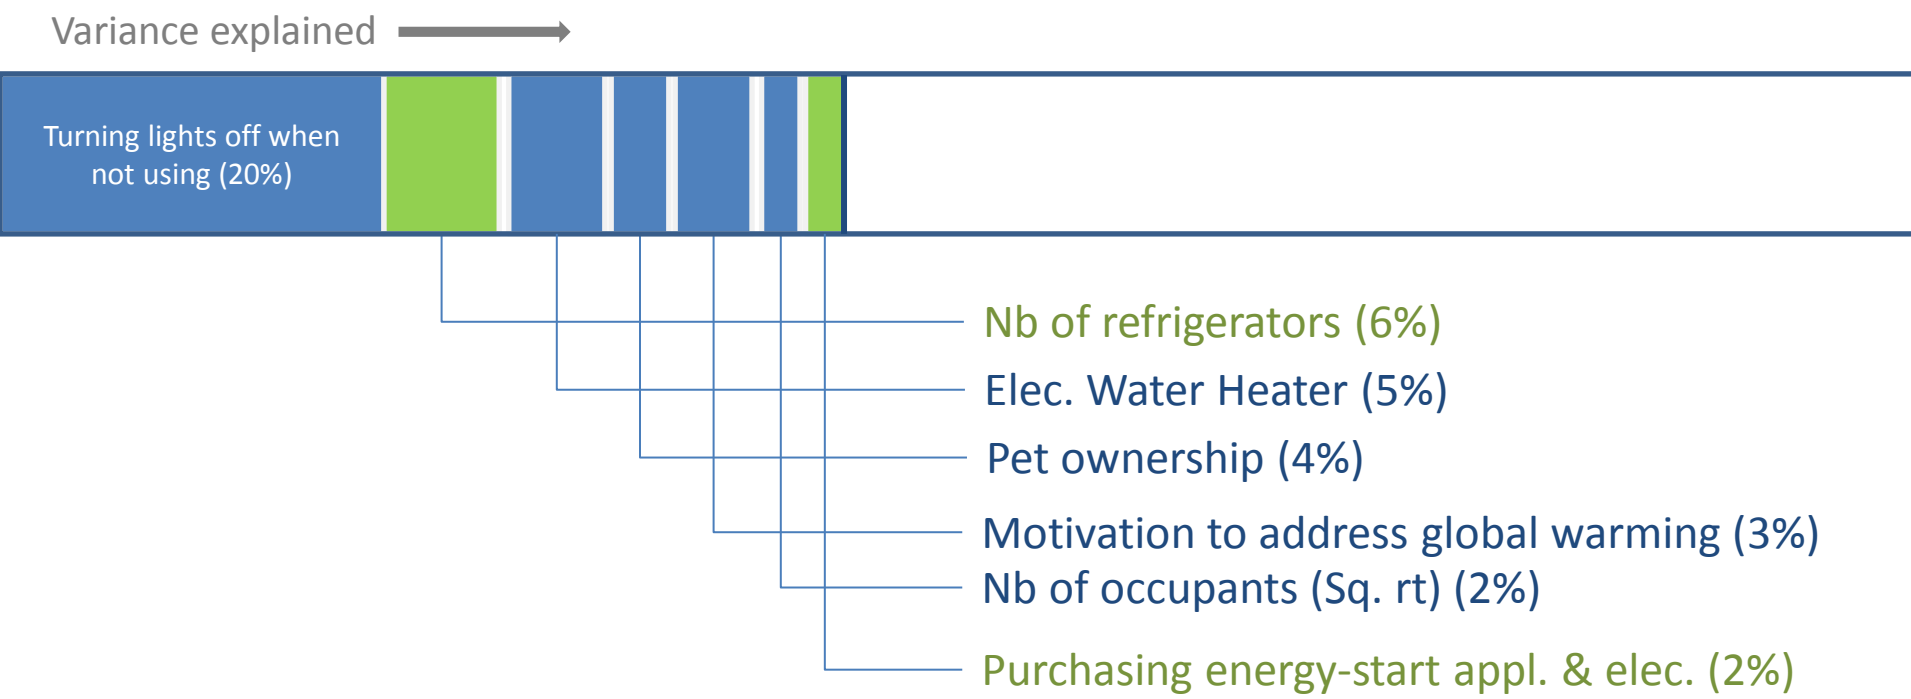 Variance explained
Turning lights off when
not using (20%)
Nb of refrigerators (6%)
Elec. Water Heater (5%)
Pet ownership (4%)
Motivation to address global warming (3%)
Nb of occupants (Sq. rt) (2%)
Purchasing energy-start appl. & elec. (2%)